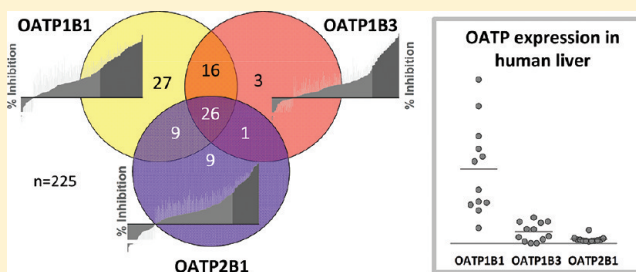 OATP1B1
OATP1B3
% Inhibition
% Inhibition
27
16
3
26
9
1
9
n=225
% Inhibition
OATP2B1
OATP expression in
human liver
OATP1B1 OATP1B3 OATP2B1